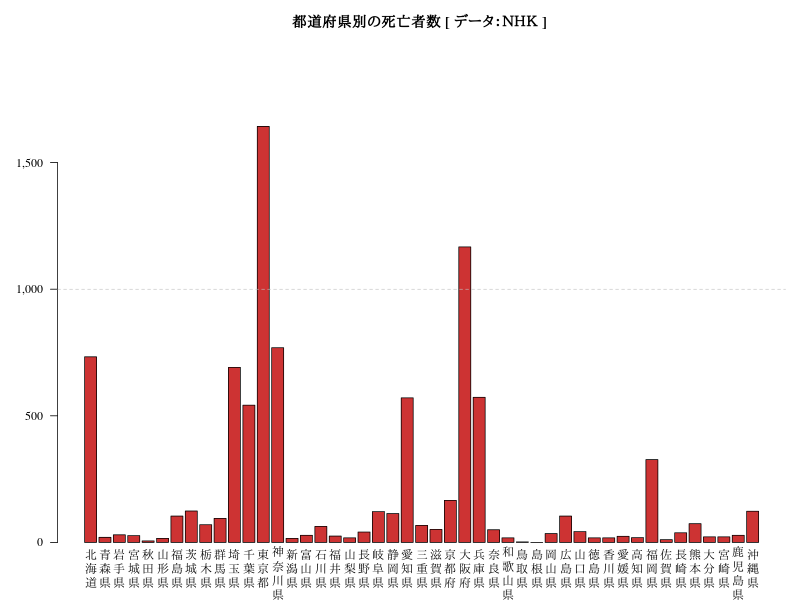 都道府県別の死亡者数 [ データ：NHK ]
1,500
1,000
500
0
北海道
青森県
岩手県
宮城県
秋田県
山形県
福島県
茨城県
栃木県
群馬県
埼玉県
千葉県
東京都
神奈川県
新潟県
富山県
石川県
福井県
山梨県
長野県
岐阜県
静岡県
愛知県
三重県
滋賀県
京都府
大阪府
兵庫県
奈良県
和歌山県
鳥取県
島根県
岡山県
広島県
山口県
徳島県
香川県
愛媛県
高知県
福岡県
佐賀県
長崎県
熊本県
大分県
宮崎県
鹿児島県
沖縄県